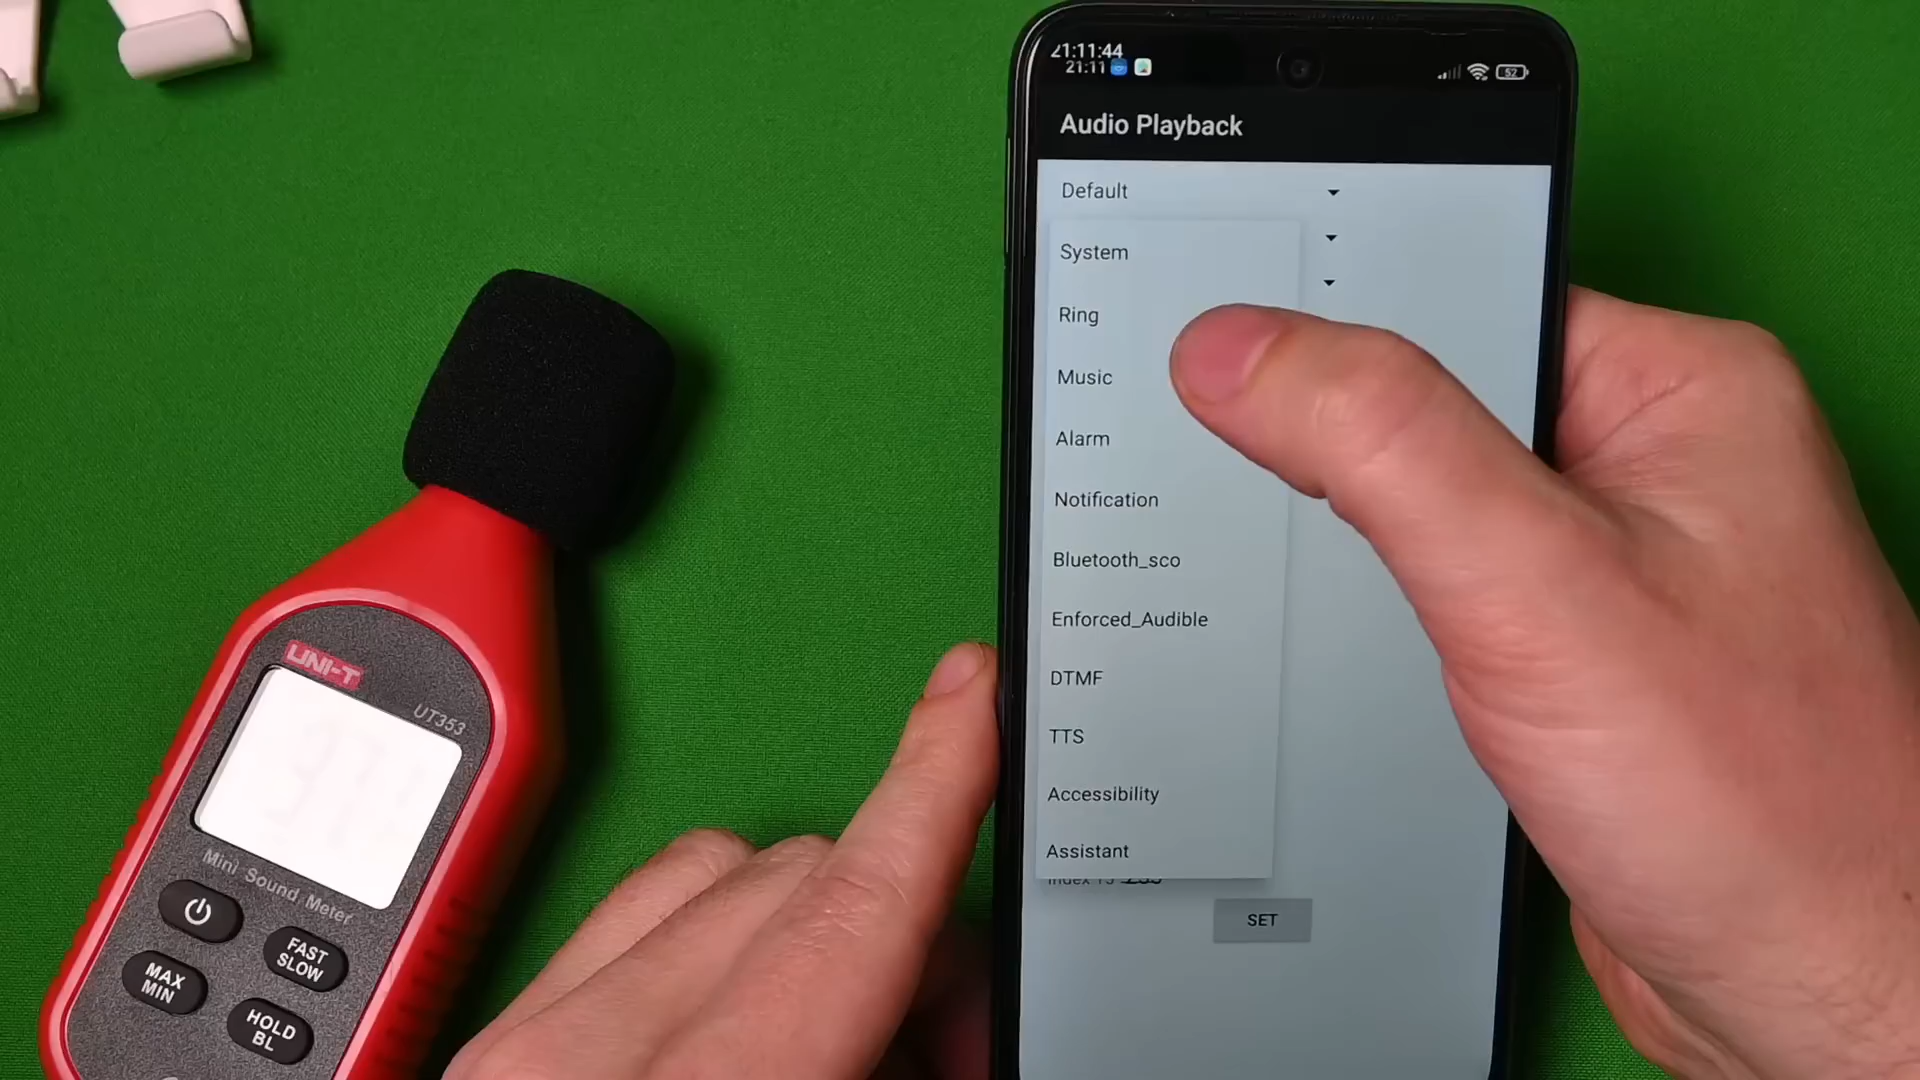 21:11:44
21:11
52
Audio Playback
Default
System
Ring
Music
Alarm
Notification
Bluetooth_sco
Enforced_Audible
DTMF
TTS
Accessibility
Assistant
SET
UNI-T
UT353
Mini Sound Meter
FAST
SLOW
MAX
MIN
HOLD
BL